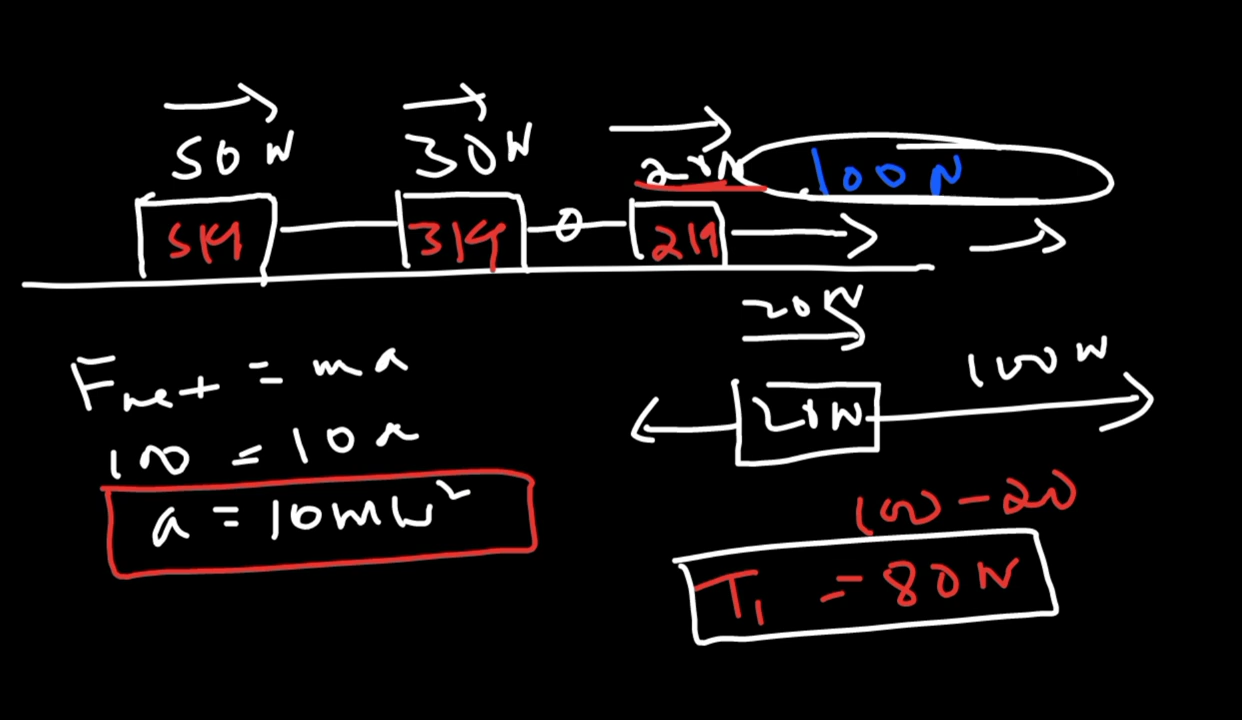 50N 30N 20N 100N
5kg 3kg 2kg
20N
Fnet = ma
100N
20N
100 = 10a
a = 10m/s²
100-20
T₁ = 80N